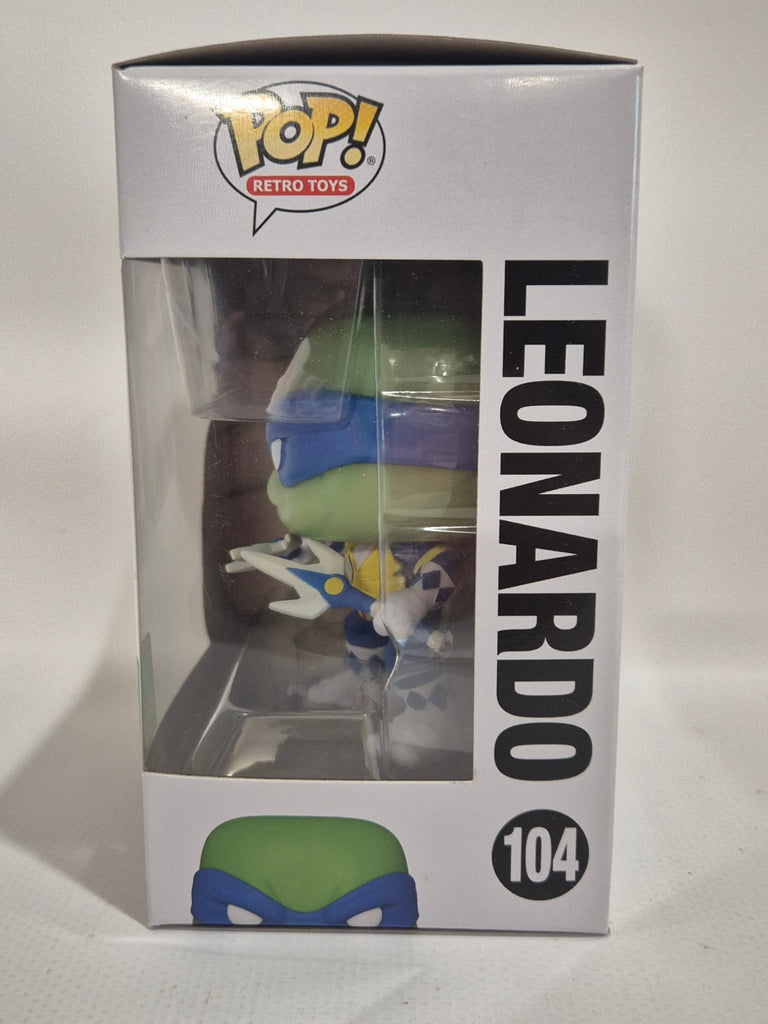 POP!®
RETRO TOYS
LEONARDO
104